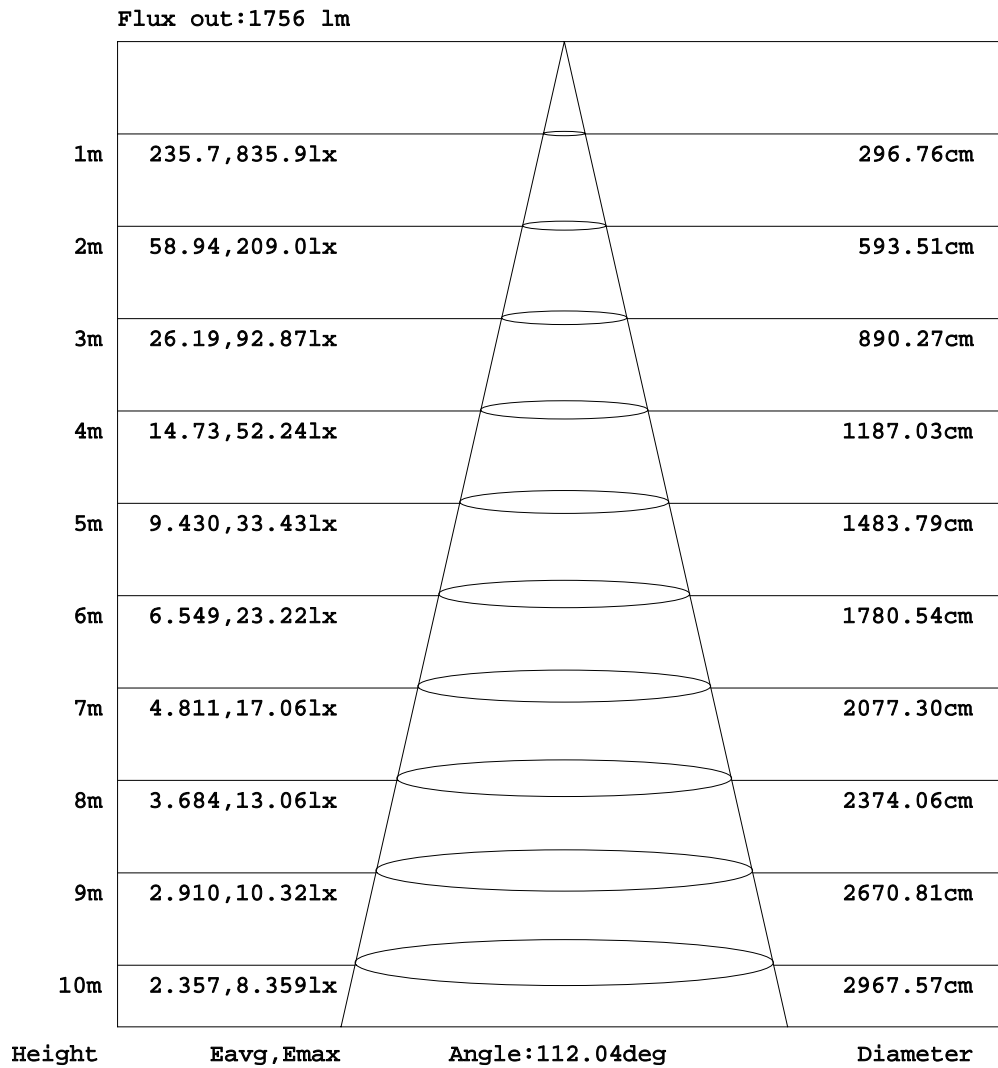 Flux out:1756 lm
1m 235.7,835.9lx 296.76cm
2m 58.94,209.0lx 593.51cm
3m 26.19,92.87lx 890.27cm
4m 14.73,52.24lx 1187.03cm
5m 9.430,33.43lx 1483.79cm
6m 6.549,23.22lx 1780.54cm
7m 4.811,17.06lx 2077.30cm
8m 3.684,13.06lx 2374.06cm
9m 2.910,10.32lx 2670.81cm
10m 2.357,8.359lx 2967.57cm
Height Eavg,Emax Angle:112.04deg Diameter